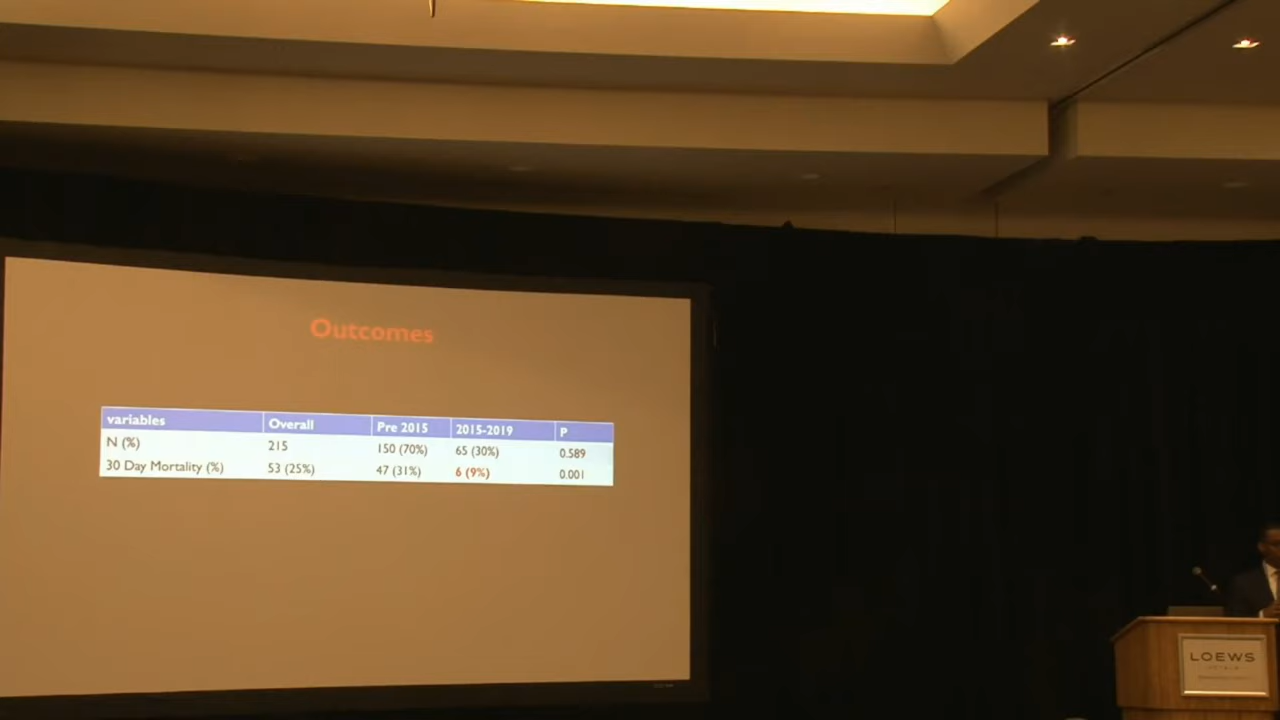 Outcomes
variables Overall Pre 2015 2015-2019 P
N (%) 215 150 (70%) 65 (30%) 0.589
30 Day Mortality (%) 53 (25%) 47 (31%) 6 (9%) 0.001
LOEWS